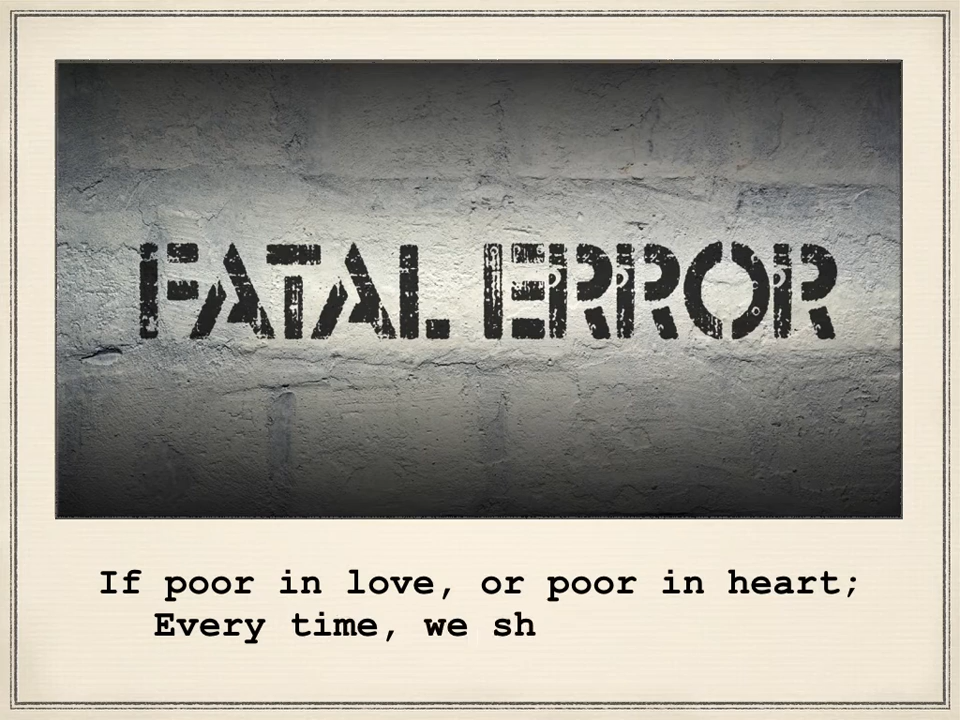 FATAL ERROR
If poor in love, or poor in heart;
Every time, we sh